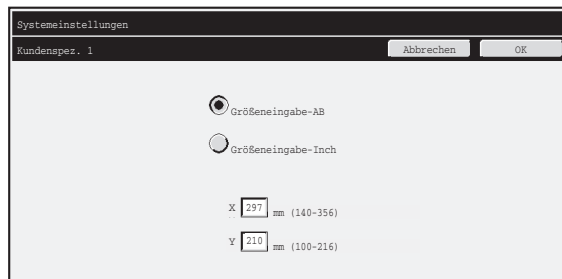 Systemeinstellungen
Kundenspez. 1 Abbrechen OK
Größeneingabe-AB
Größeneingabe-Inch
X 297 mm (140-356)
Y 210 mm (100-216)